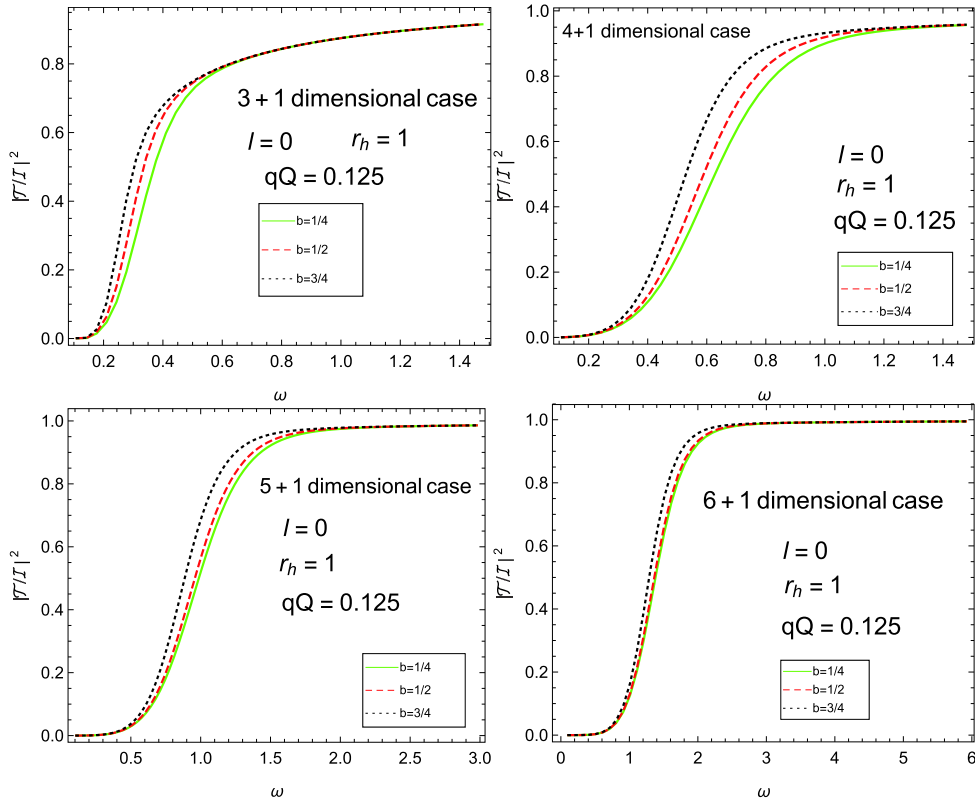 0.8
0.6
0.4
0.2
0.0
|𝒯/ℐ|²
3 + 1 dimensional case
l = 0 r_h = 1
qQ = 0.125
b=1/4
b=1/2
b=3/4
0.2 0.4 0.6 0.8 1.0 1.2 1.4
ω
1.0
0.8
0.6
0.4
0.2
0.0
|𝒯/ℐ|²
4+1 dimensional case
l = 0
r_h = 1
qQ = 0.125
b=1/4
b=1/2
b=3/4
0.2 0.4 0.6 0.8 1.0 1.2 1.4
ω
1.0
0.8
0.6
0.4
0.2
0.0
|𝒯/ℐ|²
5 + 1 dimensional case
l = 0
r_h = 1
qQ = 0.125
b=1/4
b=1/2
b=3/4
0.5 1.0 1.5 2.0 2.5 3.0
ω
1.0
0.8
0.6
0.4
0.2
0.0
|𝒯/ℐ|²
6 + 1 dimensional case
l = 0
r_h = 1
qQ = 0.125
b=1/4
b=1/2
b=3/4
0 1 2 3 4 5 6
ω